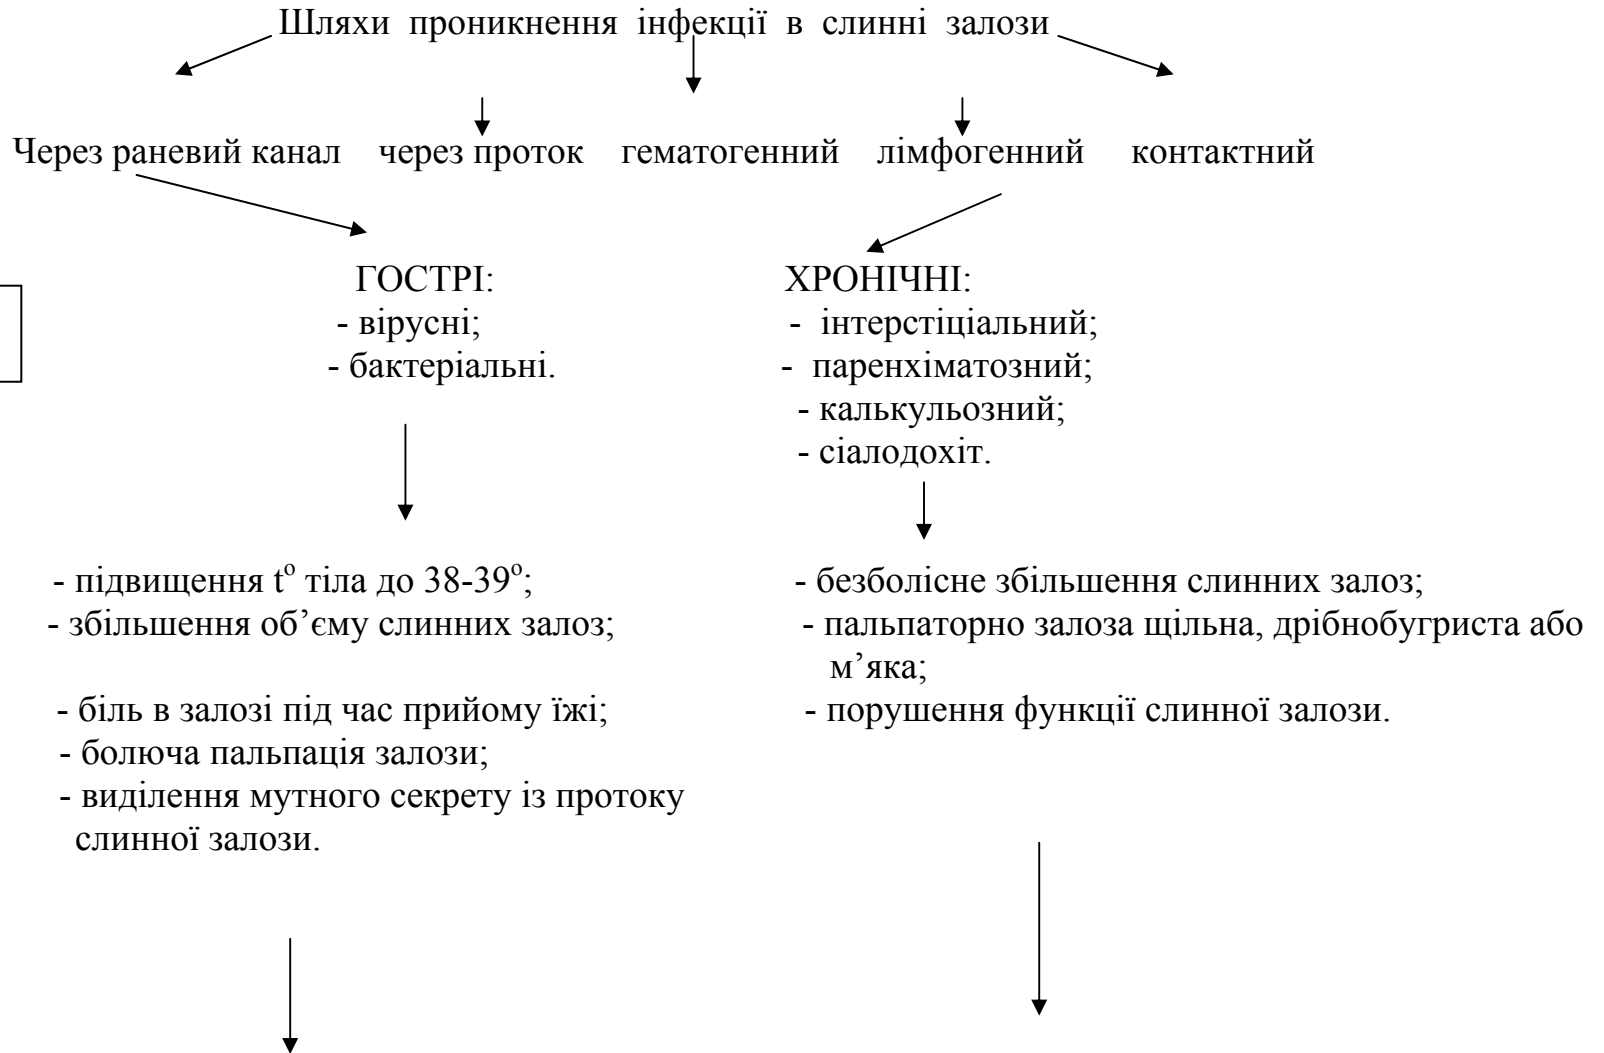 Шляхи проникнення інфекції в слинні залози
Через раневий канал через проток гематогенний лімфогенний контактний
ГОСТРІ:
- вірусні;
- бактеріальні.
ХРОНІЧНІ:
- інтерстіціальний;
- паренхіматозний;
- калькульозний;
- сіалодохіт.
- підвищення tº тіла до 38-39º;
- збільшення об’єму слинних залоз;
- біль в залозі під час прийому їжі;
- болюча пальпація залози;
- виділення мутного секрету із протоку
слинної залози.
- безболісне збільшення слинних залоз;
- пальпаторно залоза щільна, дрібнобугриста або
м’яка;
- порушення функції слинної залози.